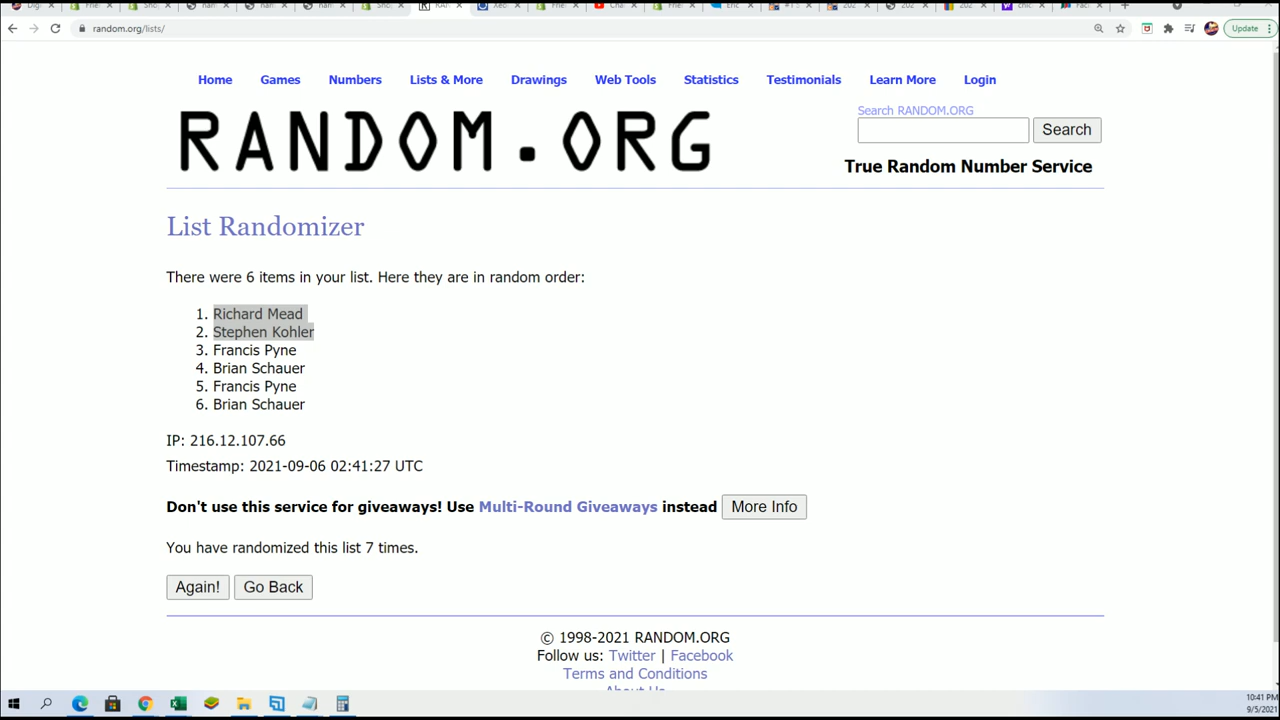 random.org/lists/
Update
Home Games Numbers Lists & More Drawings Web Tools Statistics Testimonials Learn More Login
RANDOM.ORG
Search RANDOM.ORG
Search
True Random Number Service
List Randomizer
There were 6 items in your list. Here they are in random order:
1. Richard Mead
2. Stephen Kohler
3. Francis Pyne
4. Brian Schauer
5. Francis Pyne
6. Brian Schauer
IP: 216.12.107.66
Timestamp: 2021-09-06 02:41:27 UTC
Don't use this service for giveaways! Use Multi-Round Giveaways instead More Info
You have randomized this list 7 times.
Again! Go Back
© 1998-2021 RANDOM.ORG
Follow us: Twitter | Facebook
Terms and Conditions
About Us
10:41 PM
9/5/2021